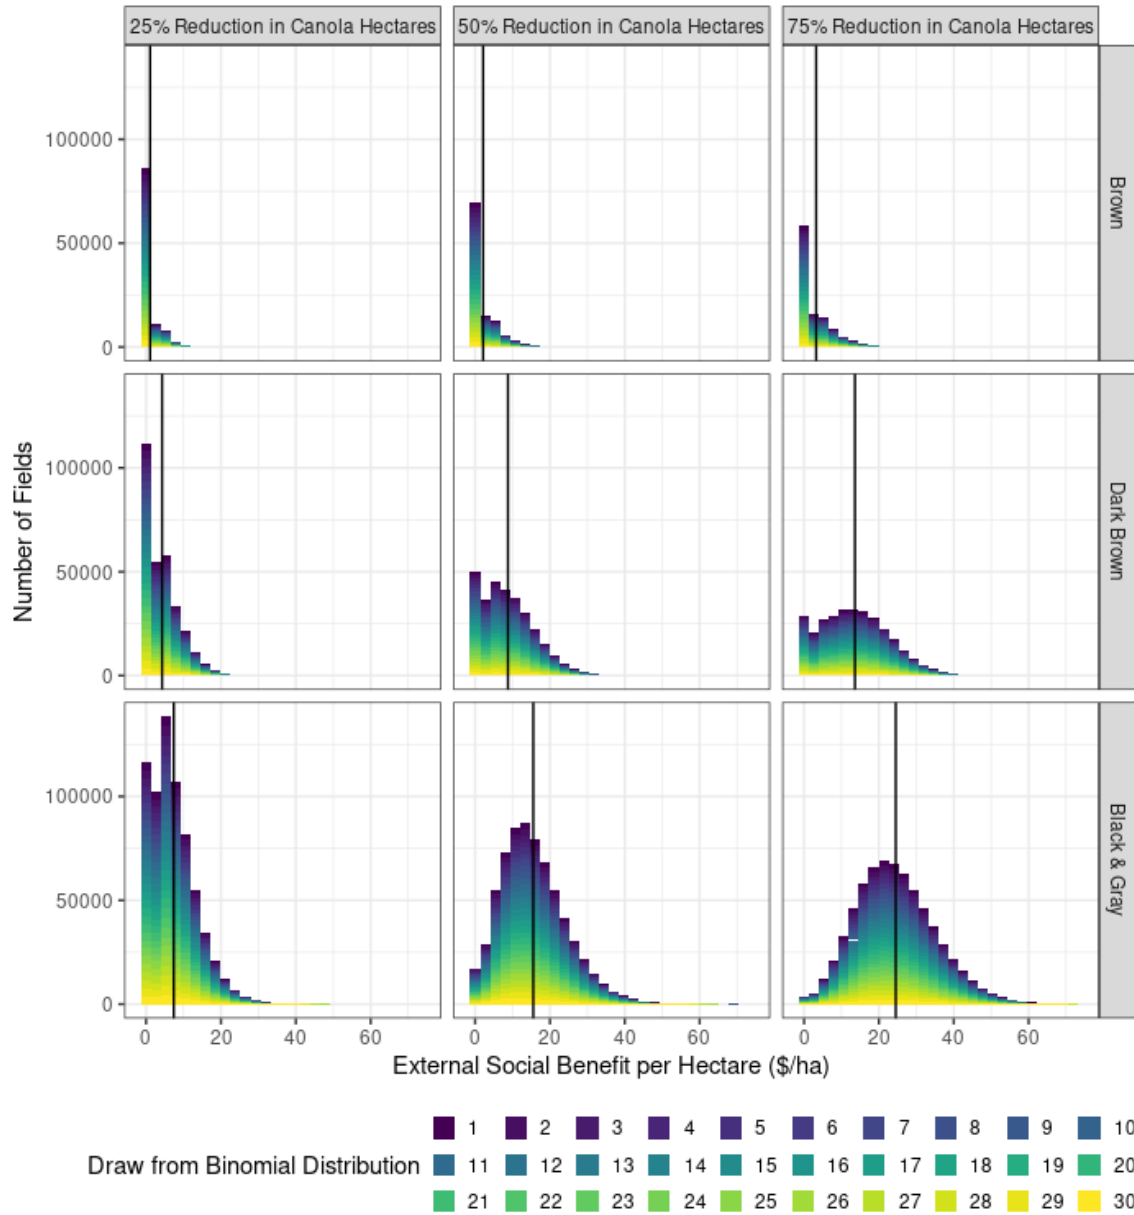 25% Reduction in Canola Hectares
50% Reduction in Canola Hectares
75% Reduction in Canola Hectares
100000
50000
0
Brown
100000
50000
0
Dark Brown
100000
50000
0
Black & Gray
Number of Fields
0 20 40 60 0 20 40 60 0 20 40 60
External Social Benefit per Hectare ($/ha)
Draw from Binomial Distribution
1 2 3 4 5 6 7 8 9 10
11 12 13 14 15 16 17 18 19 20
21 22 23 24 25 26 27 28 29 30